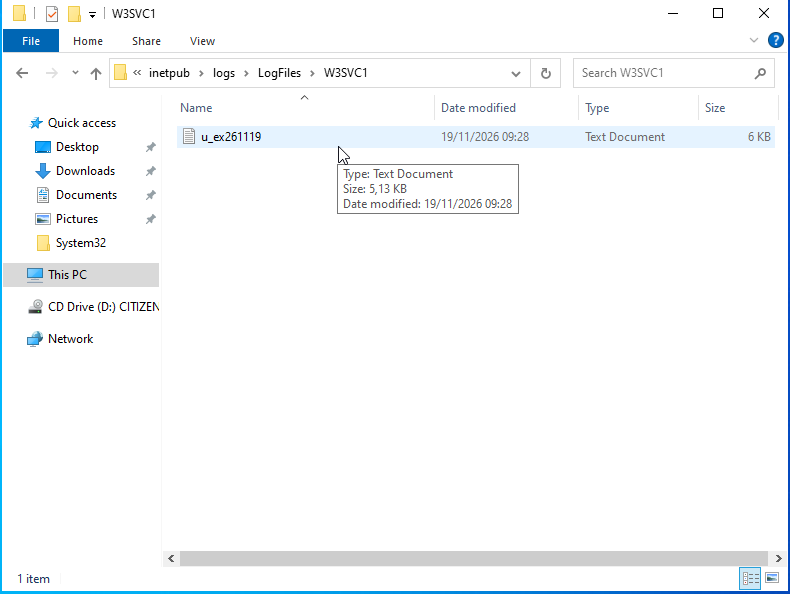 W3SVC1
File Home Share View
« inetpub › logs › LogFiles › W3SVC1
Search W3SVC1
Name Date modified Type Size
u_ex261119 19/11/2026 09:28 Text Document 6 KB
Type: Text Document
Size: 5,13 KB
Date modified: 19/11/2026 09:28
Quick access
Desktop
Downloads
Documents
Pictures
System32
This PC
CD Drive (D:) CITIZEN
Network
1 item